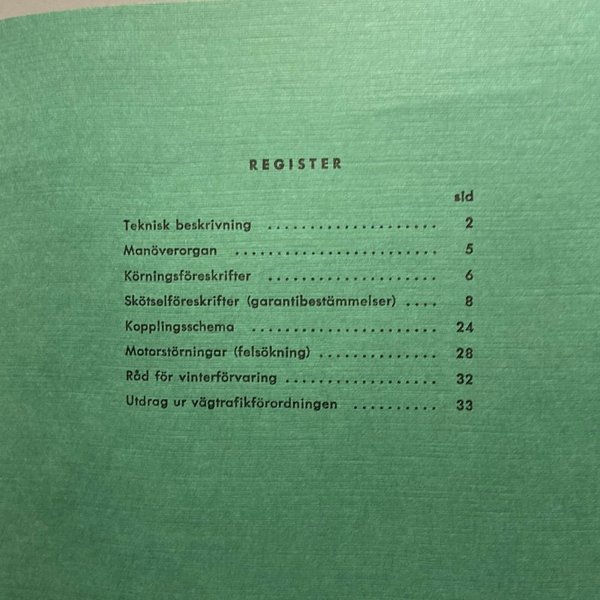 REGISTER
sid
Teknisk beskrivning .................... 2
Manöverorgan ........................ 5
Körningsföreskrifter .................... 6
Skötselföreskrifter (garantibestämmelser) .... 8
Kopplingsschema ...................... 24
Motorstörningar (felsökning) .............. 28
Råd för vinterförvaring .................. 32
Utdrag ur vägtrafikförordningen .......... 33